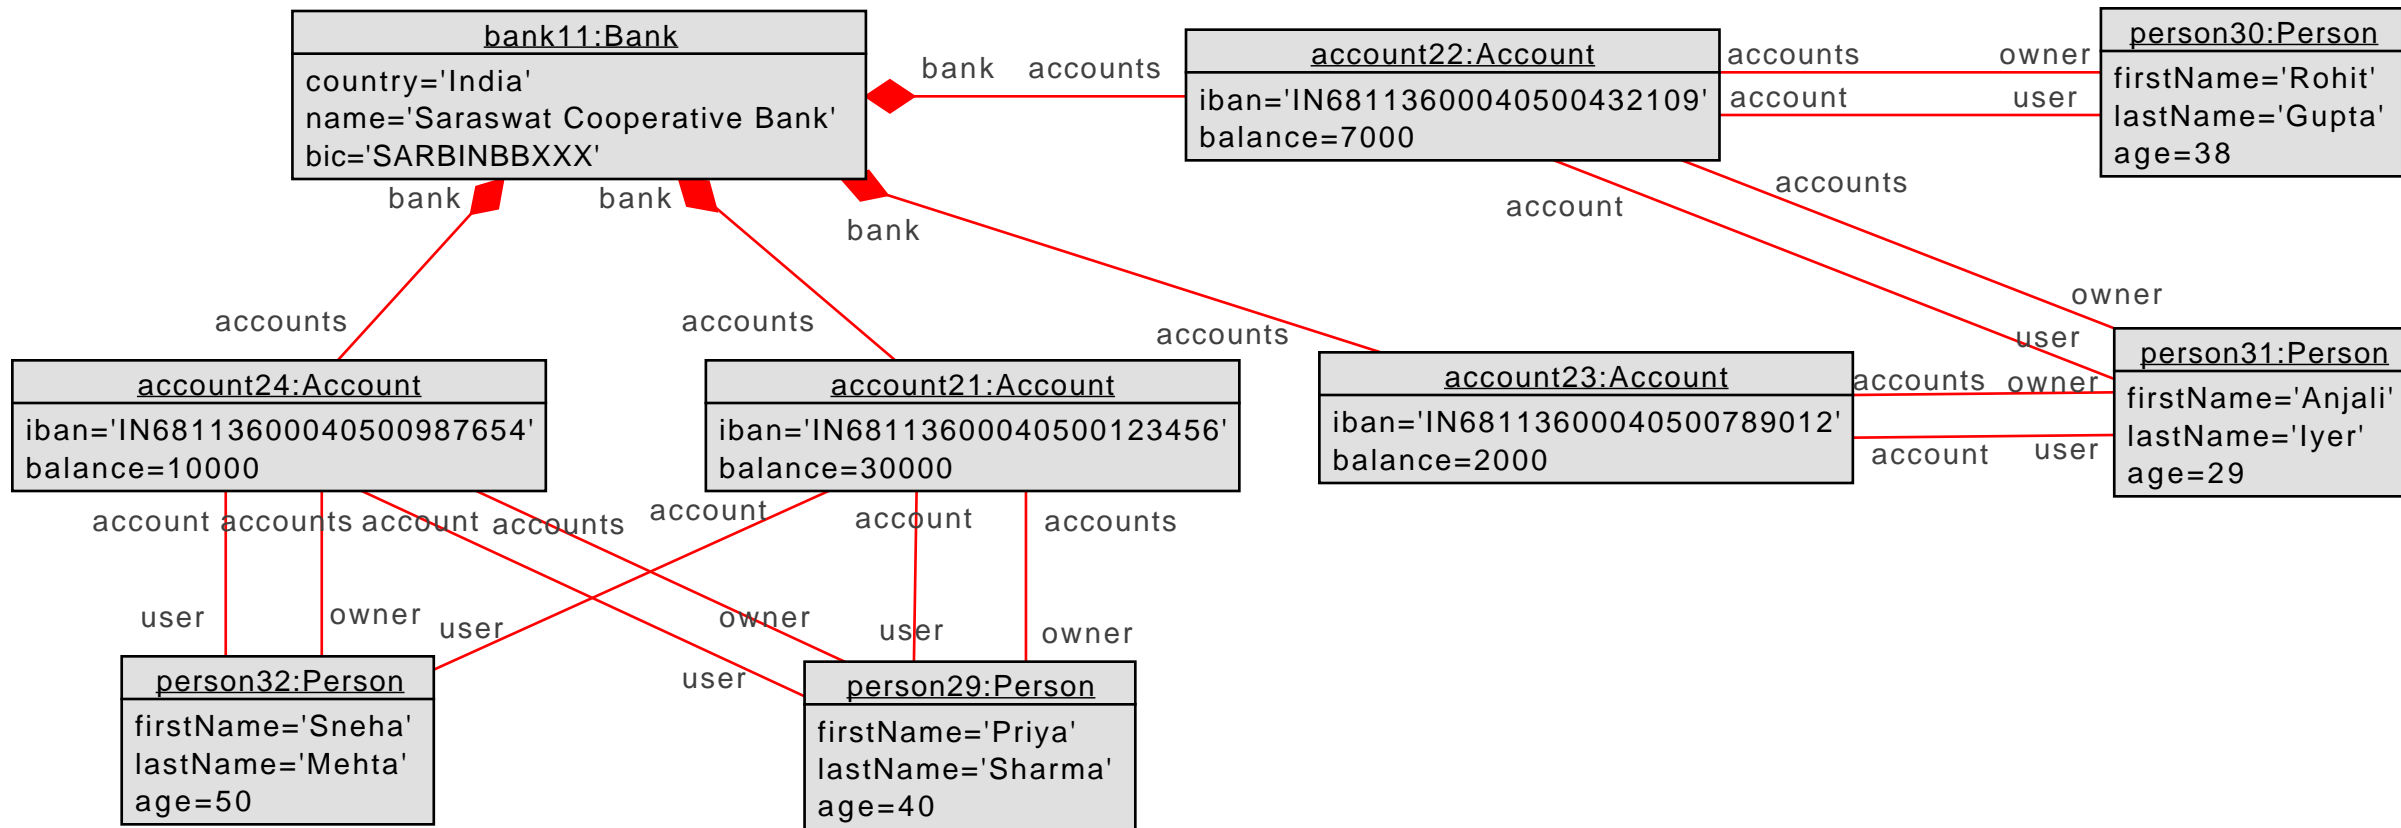 bank11:Bank
country='India'
name='Saraswat Cooperative Bank'
bic='SARBINBBXXX'
bank accounts
account22:Account
iban='IN68113600040500432109'
balance=7000
accounts owner
account user
person30:Person
firstName='Rohit'
lastName='Gupta'
age=38
bank
bank
bank
accounts
account
accounts
accounts
accounts
owner
user
account24:Account
iban='IN68113600040500987654'
balance=10000
account21:Account
iban='IN68113600040500123456'
balance=30000
account23:Account
iban='IN68113600040500789012'
balance=2000
accounts owner
account user
person31:Person
firstName='Anjali'
lastName='Iyer'
age=29
account accounts account accounts
account
account
accounts
user
owner
user
owner
user
owner
user
person32:Person
firstName='Sneha'
lastName='Mehta'
age=50
person29:Person
firstName='Priya'
lastName='Sharma'
age=40